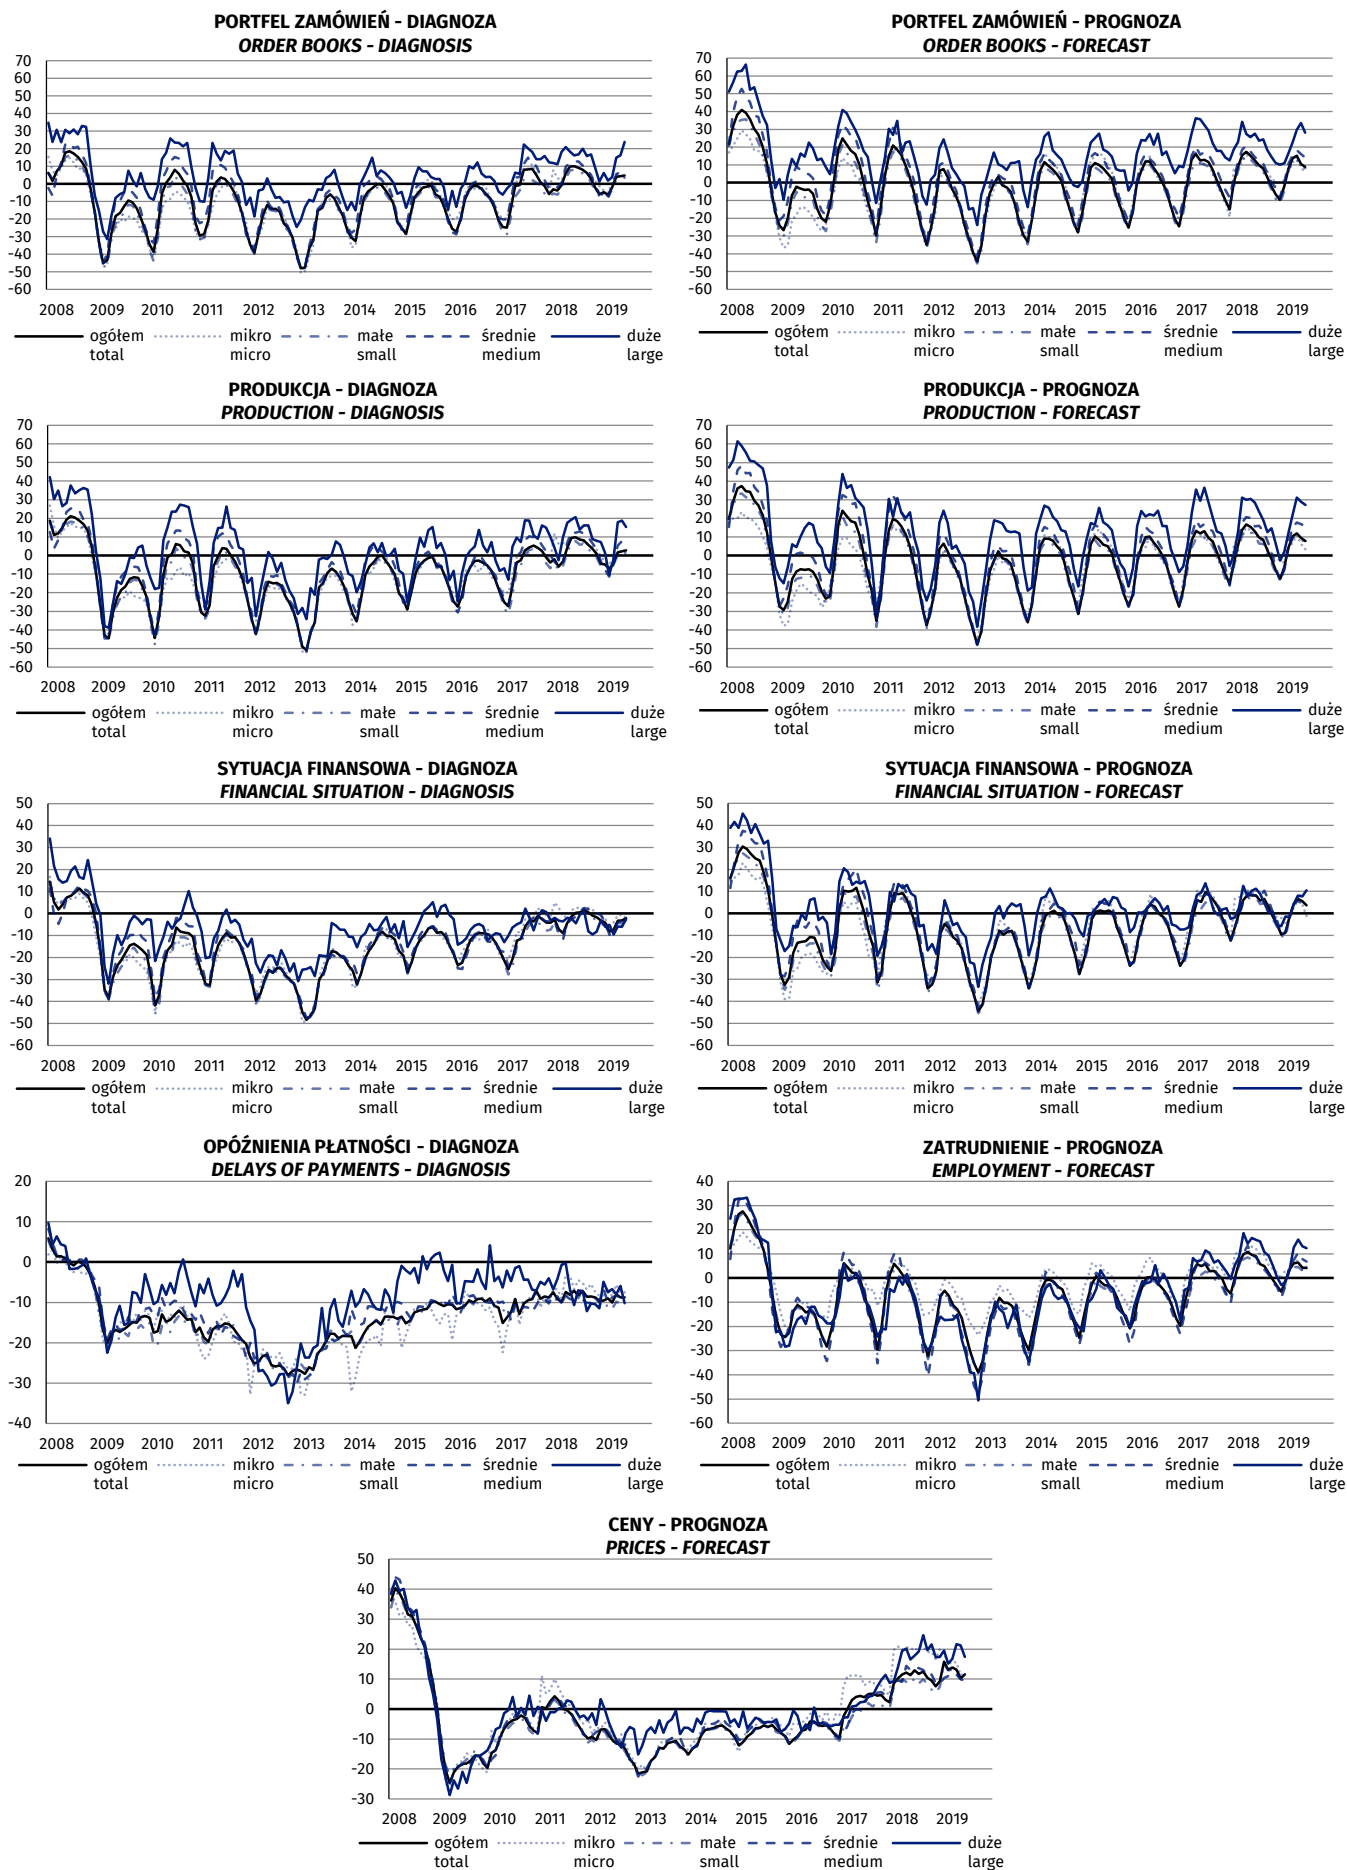 PORTFEL ZAMÓWIEŃ - DIAGNOZA
ORDER BOOKS - DIAGNOSIS
70
60
50
40
30
20
10
0
-10
-20
-30
-40
-50
-60
2008 2009 2010 2011 2012 2013 2014 2015 2016 2017 2018 2019
ogółem mikro małe średnie duże
total micro small medium large
PORTFEL ZAMÓWIEŃ - PROGNOZA
ORDER BOOKS - FORECAST
70
60
50
40
30
20
10
0
-10
-20
-30
-40
-50
-60
2008 2009 2010 2011 2012 2013 2014 2015 2016 2017 2018 2019
ogółem mikro małe średnie duże
total micro small medium large
PRODUKCJA - DIAGNOZA
PRODUCTION - DIAGNOSIS
70
60
50
40
30
20
10
0
-10
-20
-30
-40
-50
-60
2008 2009 2010 2011 2012 2013 2014 2015 2016 2017 2018 2019
ogółem mikro małe średnie duże
total micro small medium large
PRODUKCJA - PROGNOZA
PRODUCTION - FORECAST
70
60
50
40
30
20
10
0
-10
-20
-30
-40
-50
-60
2008 2009 2010 2011 2012 2013 2014 2015 2016 2017 2018 2019
ogółem mikro małe średnie duże
total micro small medium large
SYTUACJA FINANSOWA - DIAGNOZA
FINANCIAL SITUATION - DIAGNOSIS
50
40
30
20
10
0
-10
-20
-30
-40
-50
-60
2008 2009 2010 2011 2012 2013 2014 2015 2016 2017 2018 2019
ogółem mikro małe średnie duże
total micro small medium large
SYTUACJA FINANSOWA - PROGNOZA
FINANCIAL SITUATION - FORECAST
50
40
30
20
10
0
-10
-20
-30
-40
-50
-60
2008 2009 2010 2011 2012 2013 2014 2015 2016 2017 2018 2019
ogółem mikro małe średnie duże
total micro small medium large
OPÓŹNIENIA PŁATNOŚCI - DIAGNOZA
DELAYS OF PAYMENTS - DIAGNOSIS
20
10
0
-10
-20
-30
-40
2008 2009 2010 2011 2012 2013 2014 2015 2016 2017 2018 2019
ogółem mikro małe średnie duże
total micro small medium large
ZATRUDNIENIE - PROGNOZA
EMPLOYMENT - FORECAST
40
30
20
10
0
-10
-20
-30
-40
-50
-60
2008 2009 2010 2011 2012 2013 2014 2015 2016 2017 2018 2019
ogółem mikro małe średnie duże
total micro small medium large
CENY - PROGNOZA
PRICES - FORECAST
50
40
30
20
10
0
-10
-20
-30
2008 2009 2010 2011 2012 2013 2014 2015 2016 2017 2018 2019
ogółem mikro małe średnie duże
total micro small medium large